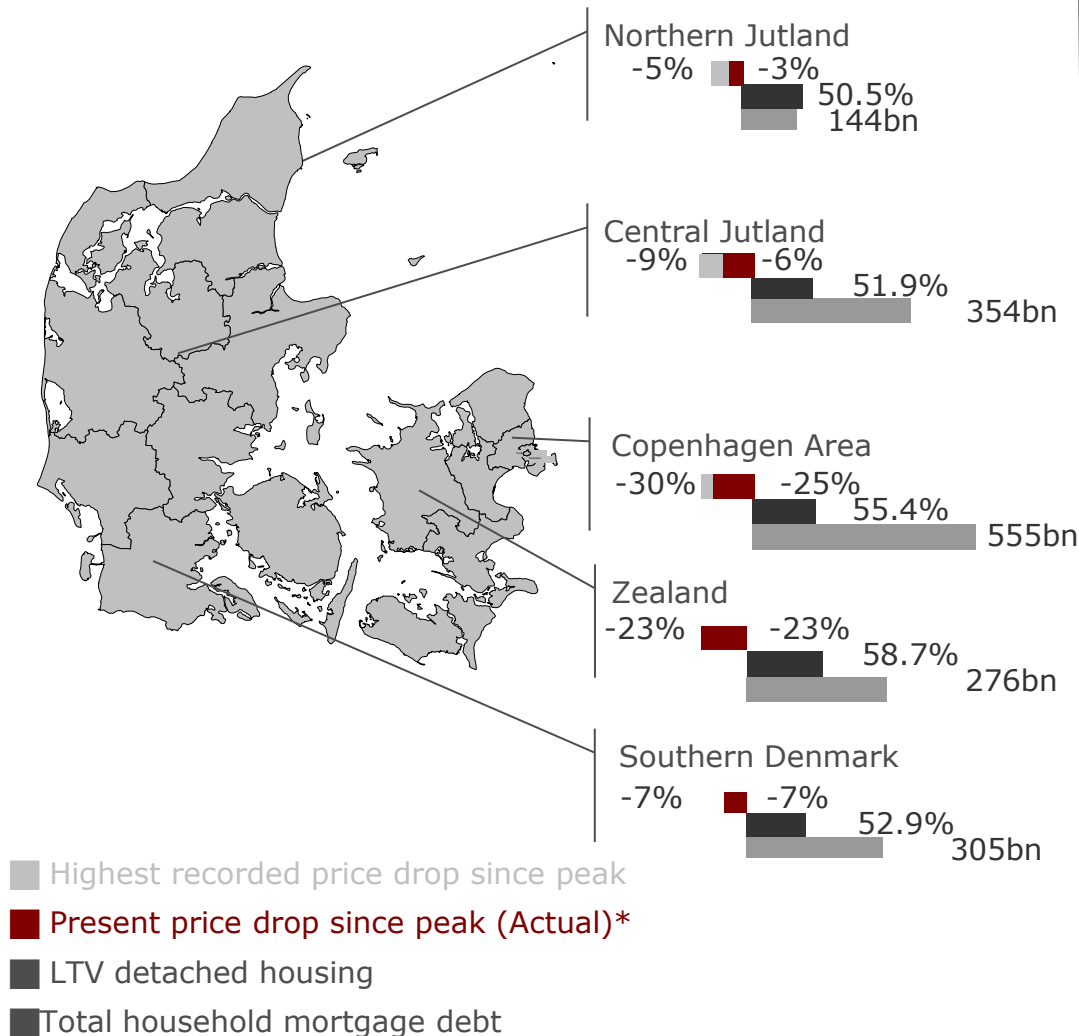 Northern Jutland
-5% -3%
50.5%
144bn
Central Jutland
-9% -6%
51.9%
354bn
Copenhagen Area
-30% -25%
55.4%
555bn
Zealand
-23% -23%
58.7%
276bn
Southern Denmark
-7% -7%
52.9%
305bn
Highest recorded price drop since peak
Present price drop since peak (Actual)*
LTV detached housing
Total household mortgage debt